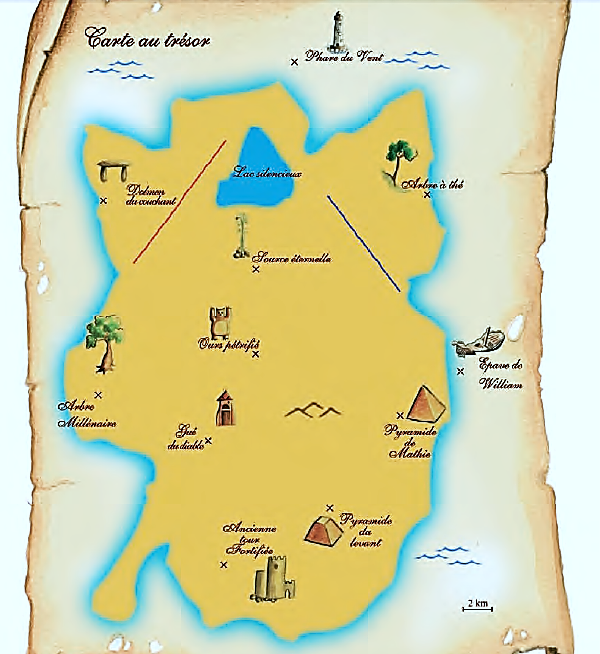 Carte au trésor
Phare du Vent
Lac silencieux
Dolmen
du couchant
Arbre à thé
Source éternelle
Ours pétrifié
Epave de
William
Arbre
Millénaire
Gué
du diable
Pyramide
de
Mathie
Ancienne
tour
Fortifiée
Pyramide
du
levant
2 km